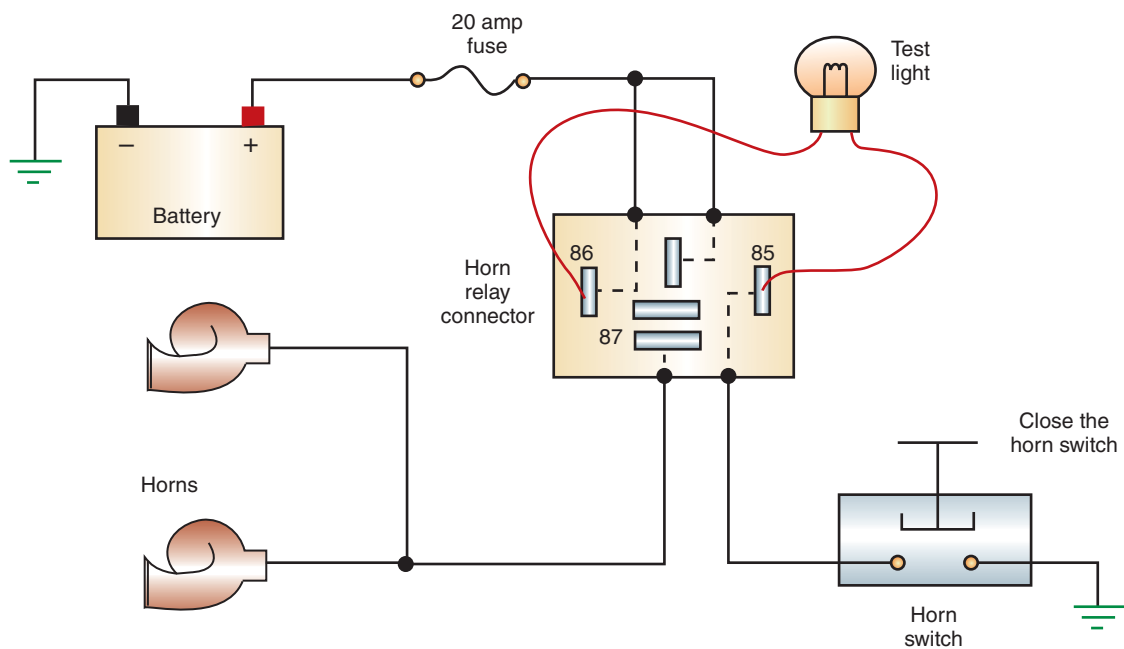 20 amp
fuse
Test
light
–
+
Battery
Horn
relay
connector
86
85
87
Close the
horn switch
Horns
Horn
switch